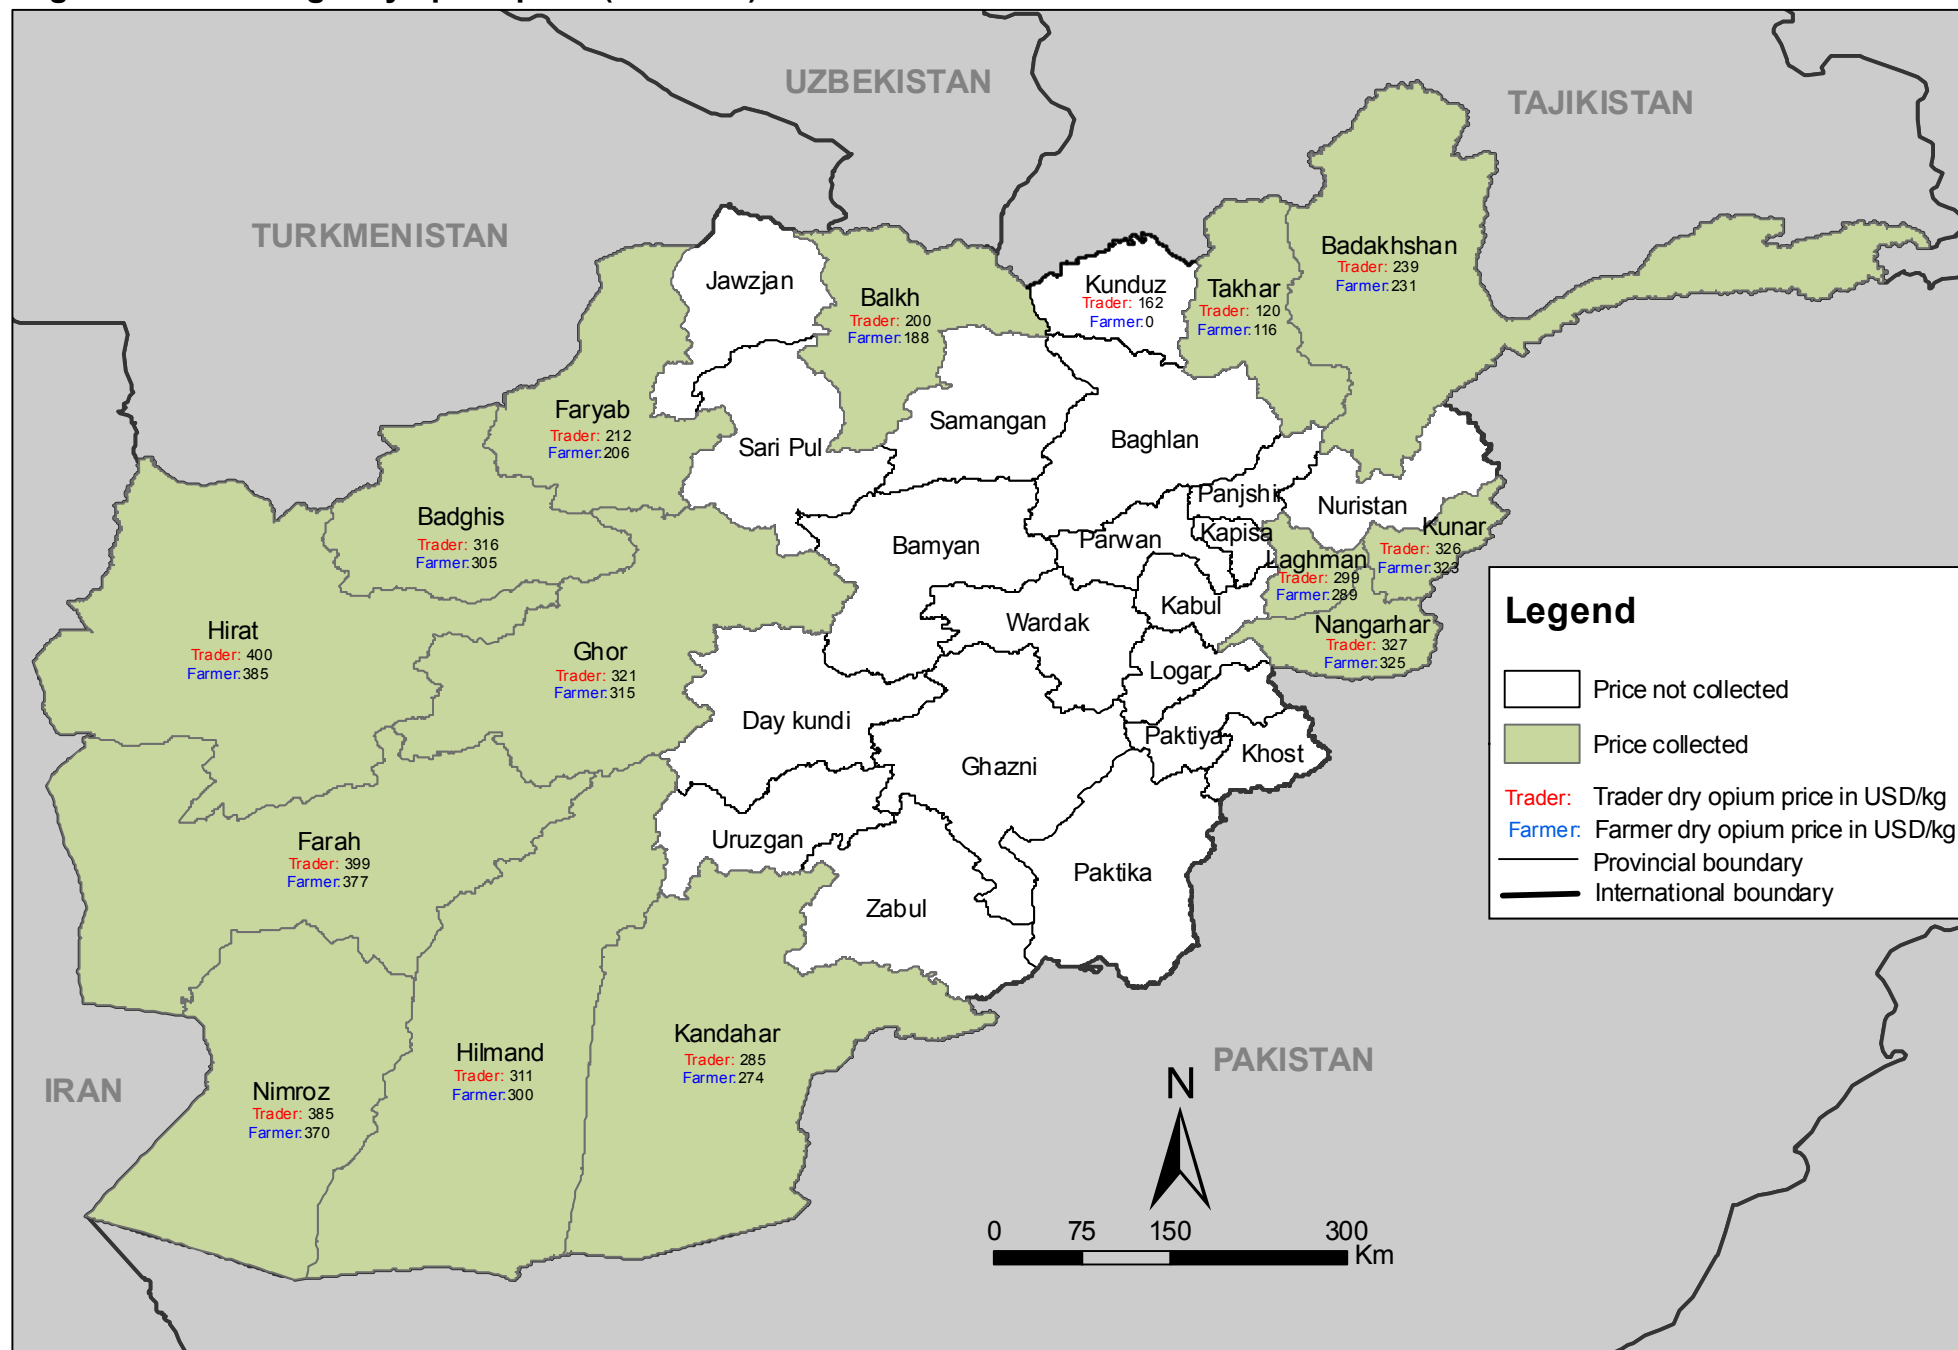 UZBEKISTAN
TAJIKISTAN
TURKMENISTAN
Jawzjan
Balkh
Trader: 200
Farmer:188
Kunduz
Trader: 162
Farmer:0
Takhar
Trader: 120
Farmer:116
Badakhshan
Trader: 239
Farmer:231
Faryab
Trader: 212
Farmer:206
Sari Pul
Samangan
Baghlan
Badghis
Trader: 316
Farmer:305
Bamyan
Parwan
Panjshir
Kapisa
Nuristan
Kunar
Trader: 326
Farmer:323
Laghman
Trader: 299
Farmer:289
Hirat
Trader: 400
Farmer:385
Ghor
Trader: 321
Farmer:315
Wardak
Kabul
Nangarhar
Trader: 327
Farmer:325
Logar
Day kundi
Ghazni
Paktiya
Khost
Farah
Trader: 399
Farmer:377
Uruzgan
Zabul
Paktika
Nimroz
Trader: 385
Farmer:370
Hilmand
Trader: 311
Farmer:300
Kandahar
Trader: 285
Farmer:274
IRAN
PAKISTAN
Legend
Price not collected
Price collected
Trader: Trader dry opium price in USD/kg
Farmer: Farmer dry opium price in USD/kg
Provincial boundary
International boundary
N
0 75 150 300
Km